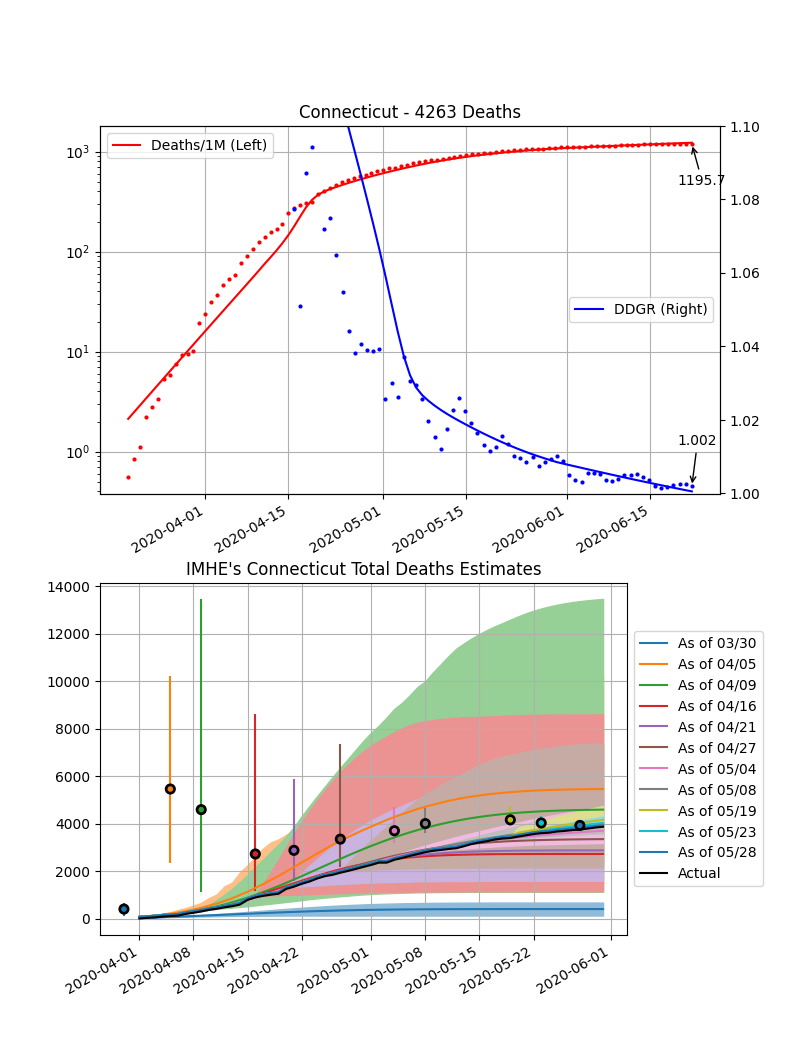 Connecticut - 4263 Deaths
Deaths/1M (Left)
DDGR (Right)
1195.7
1.002
10³
10²
10¹
10⁰
1.10
1.08
1.06
1.04
1.02
1.00
2020-04-01
2020-04-15
2020-05-01
2020-05-15
2020-06-01
2020-06-15
IMHE's Connecticut Total Deaths Estimates
14000
12000
10000
8000
6000
4000
2000
0
2020-04-01
2020-04-08
2020-04-15
2020-04-22
2020-05-01
2020-05-08
2020-05-15
2020-05-22
2020-06-01
As of 03/30
As of 04/05
As of 04/09
As of 04/16
As of 04/21
As of 04/27
As of 05/04
As of 05/08
As of 05/19
As of 05/23
As of 05/28
Actual